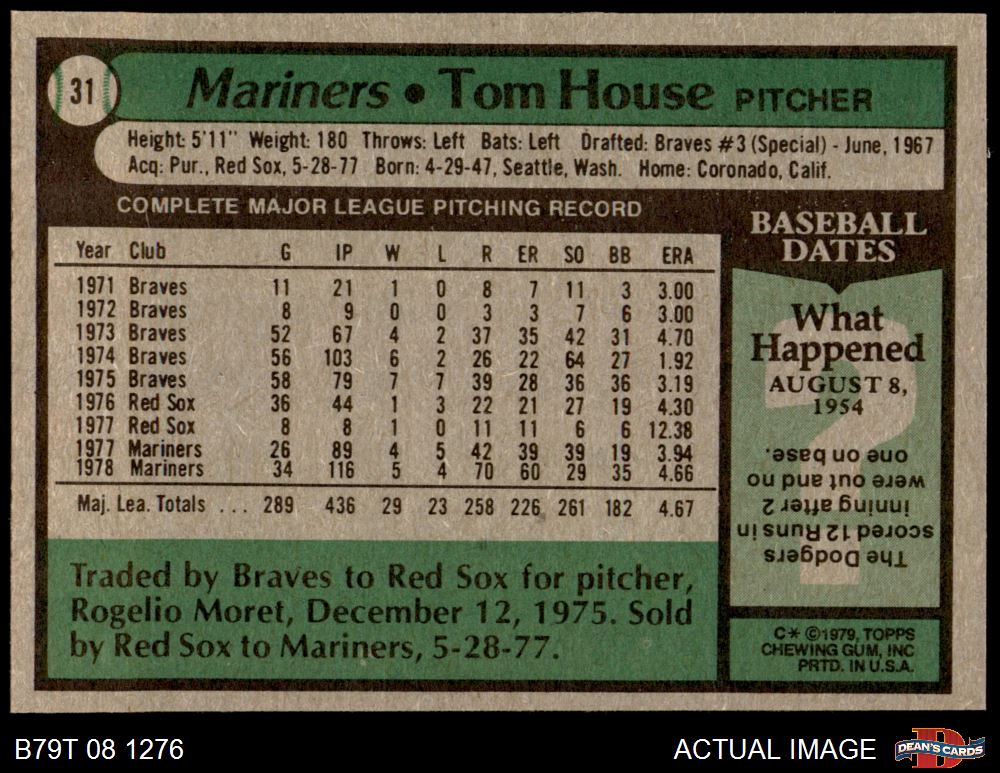 31
Mariners • Tom House PITCHER
Height: 5'11" Weight: 180 Throws: Left Bats: Left Drafted: Braves #3 (Special) - June, 1967
Acq: Pur., Red Sox, 5-28-77 Born: 4-29-47, Seattle, Wash. Home: Coronado, Calif.
COMPLETE MAJOR LEAGUE PITCHING RECORD
Year Club G IP W L R ER SO BB ERA
1971 Braves 11 21 1 0 8 7 11 3 3.00
1972 Braves 8 9 0 0 3 3 7 6 3.00
1973 Braves 52 67 4 2 37 35 42 31 4.70
1974 Braves 56 103 6 2 26 22 64 27 1.92
1975 Braves 58 79 7 7 39 28 36 36 3.19
1976 Red Sox 36 44 1 3 22 21 27 19 4.30
1977 Red Sox 8 8 1 0 11 11 6 6 12.38
1977 Mariners 26 89 4 5 42 39 39 19 3.94
1978 Mariners 34 116 5 4 70 60 29 35 4.66
Maj. Lea. Totals ... 289 436 29 23 258 226 261 182 4.67
Traded by Braves to Red Sox for pitcher,
Rogelio Moret, December 12, 1975. Sold
by Red Sox to Mariners, 5-28-77.
BASEBALL
DATES
What
Happened
AUGUST 8,
1954
The Dodgers
scored 12 Runs in
inning after 2
were out and no
one on base.
C* ©1979, TOPPS
CHEWING GUM, INC
PRTD. IN U.S.A.
B79T 08 1276
ACTUAL IMAGE
D
DEAN'S CARDS